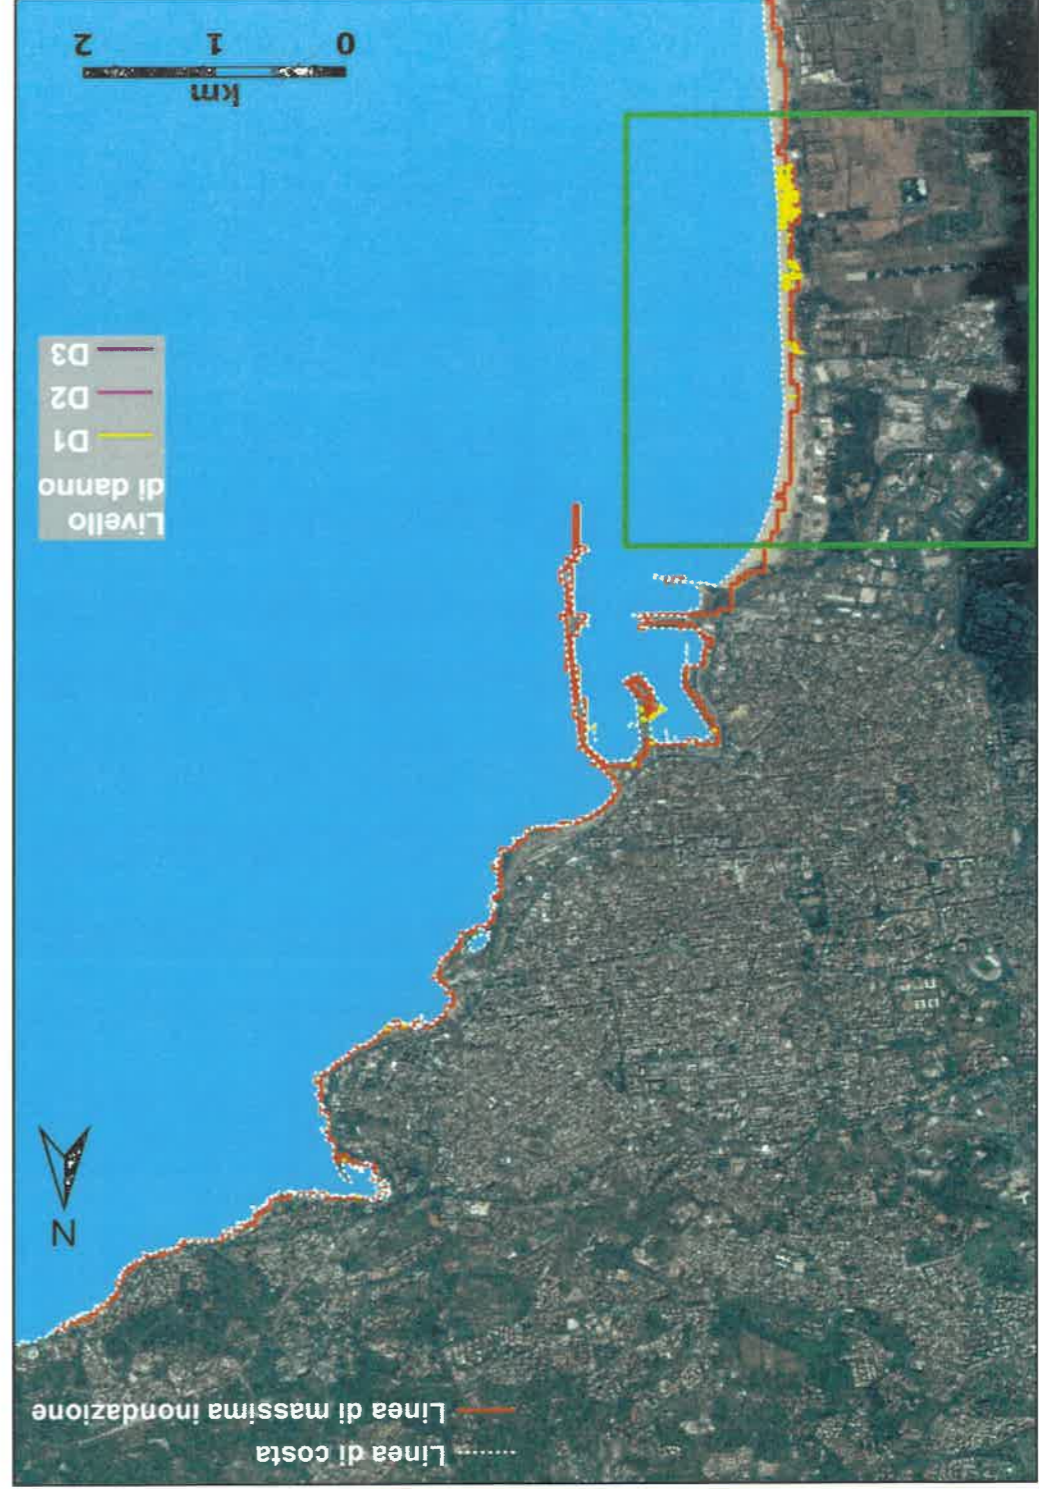 Linea di costa
Linea di massima inondazione
N
Livello
di danno
D1
D2
D3
km
0 1 2